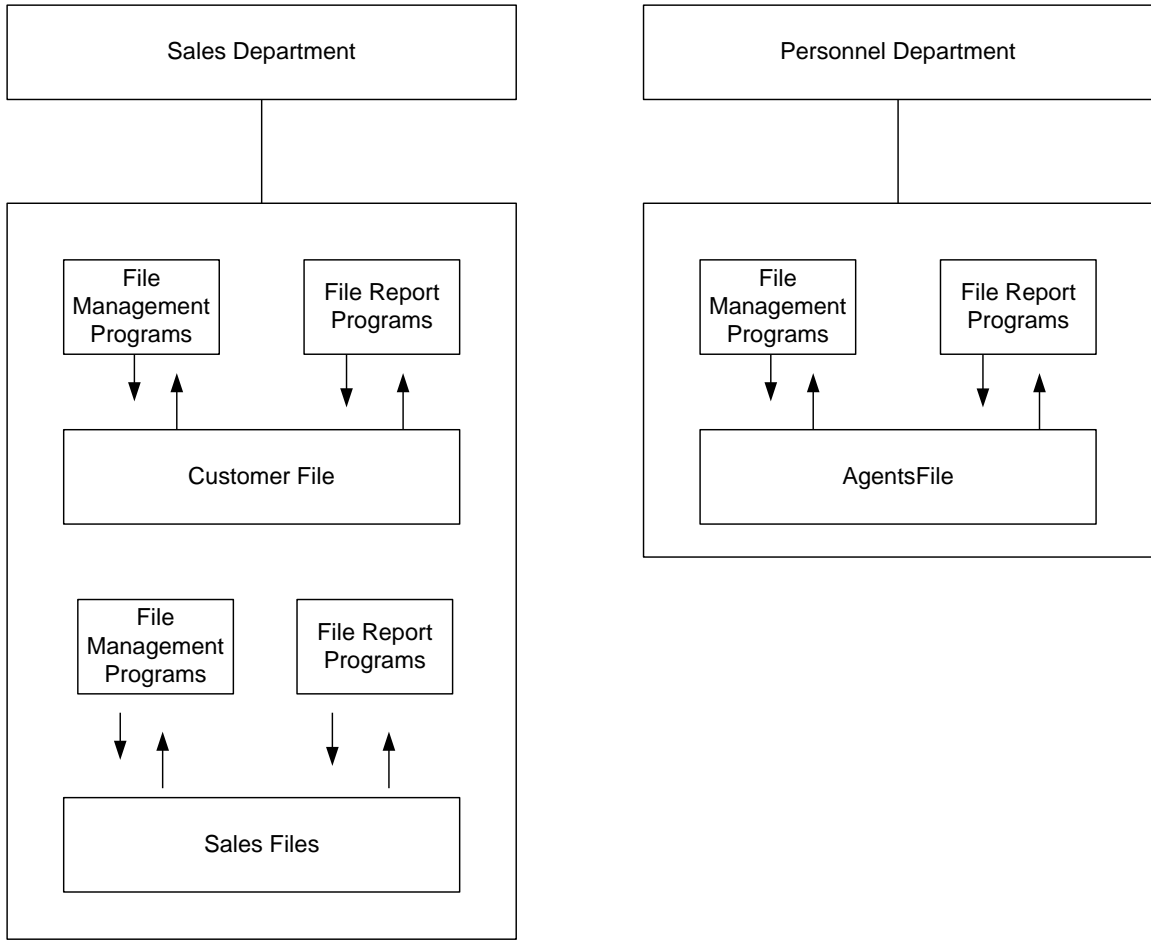 Sales Department
Personnel Department
File
Management
Programs
File Report
Programs
File
Management
Programs
File Report
Programs
Customer File
AgentsFile
File
Management
Programs
File Report
Programs
Sales Files